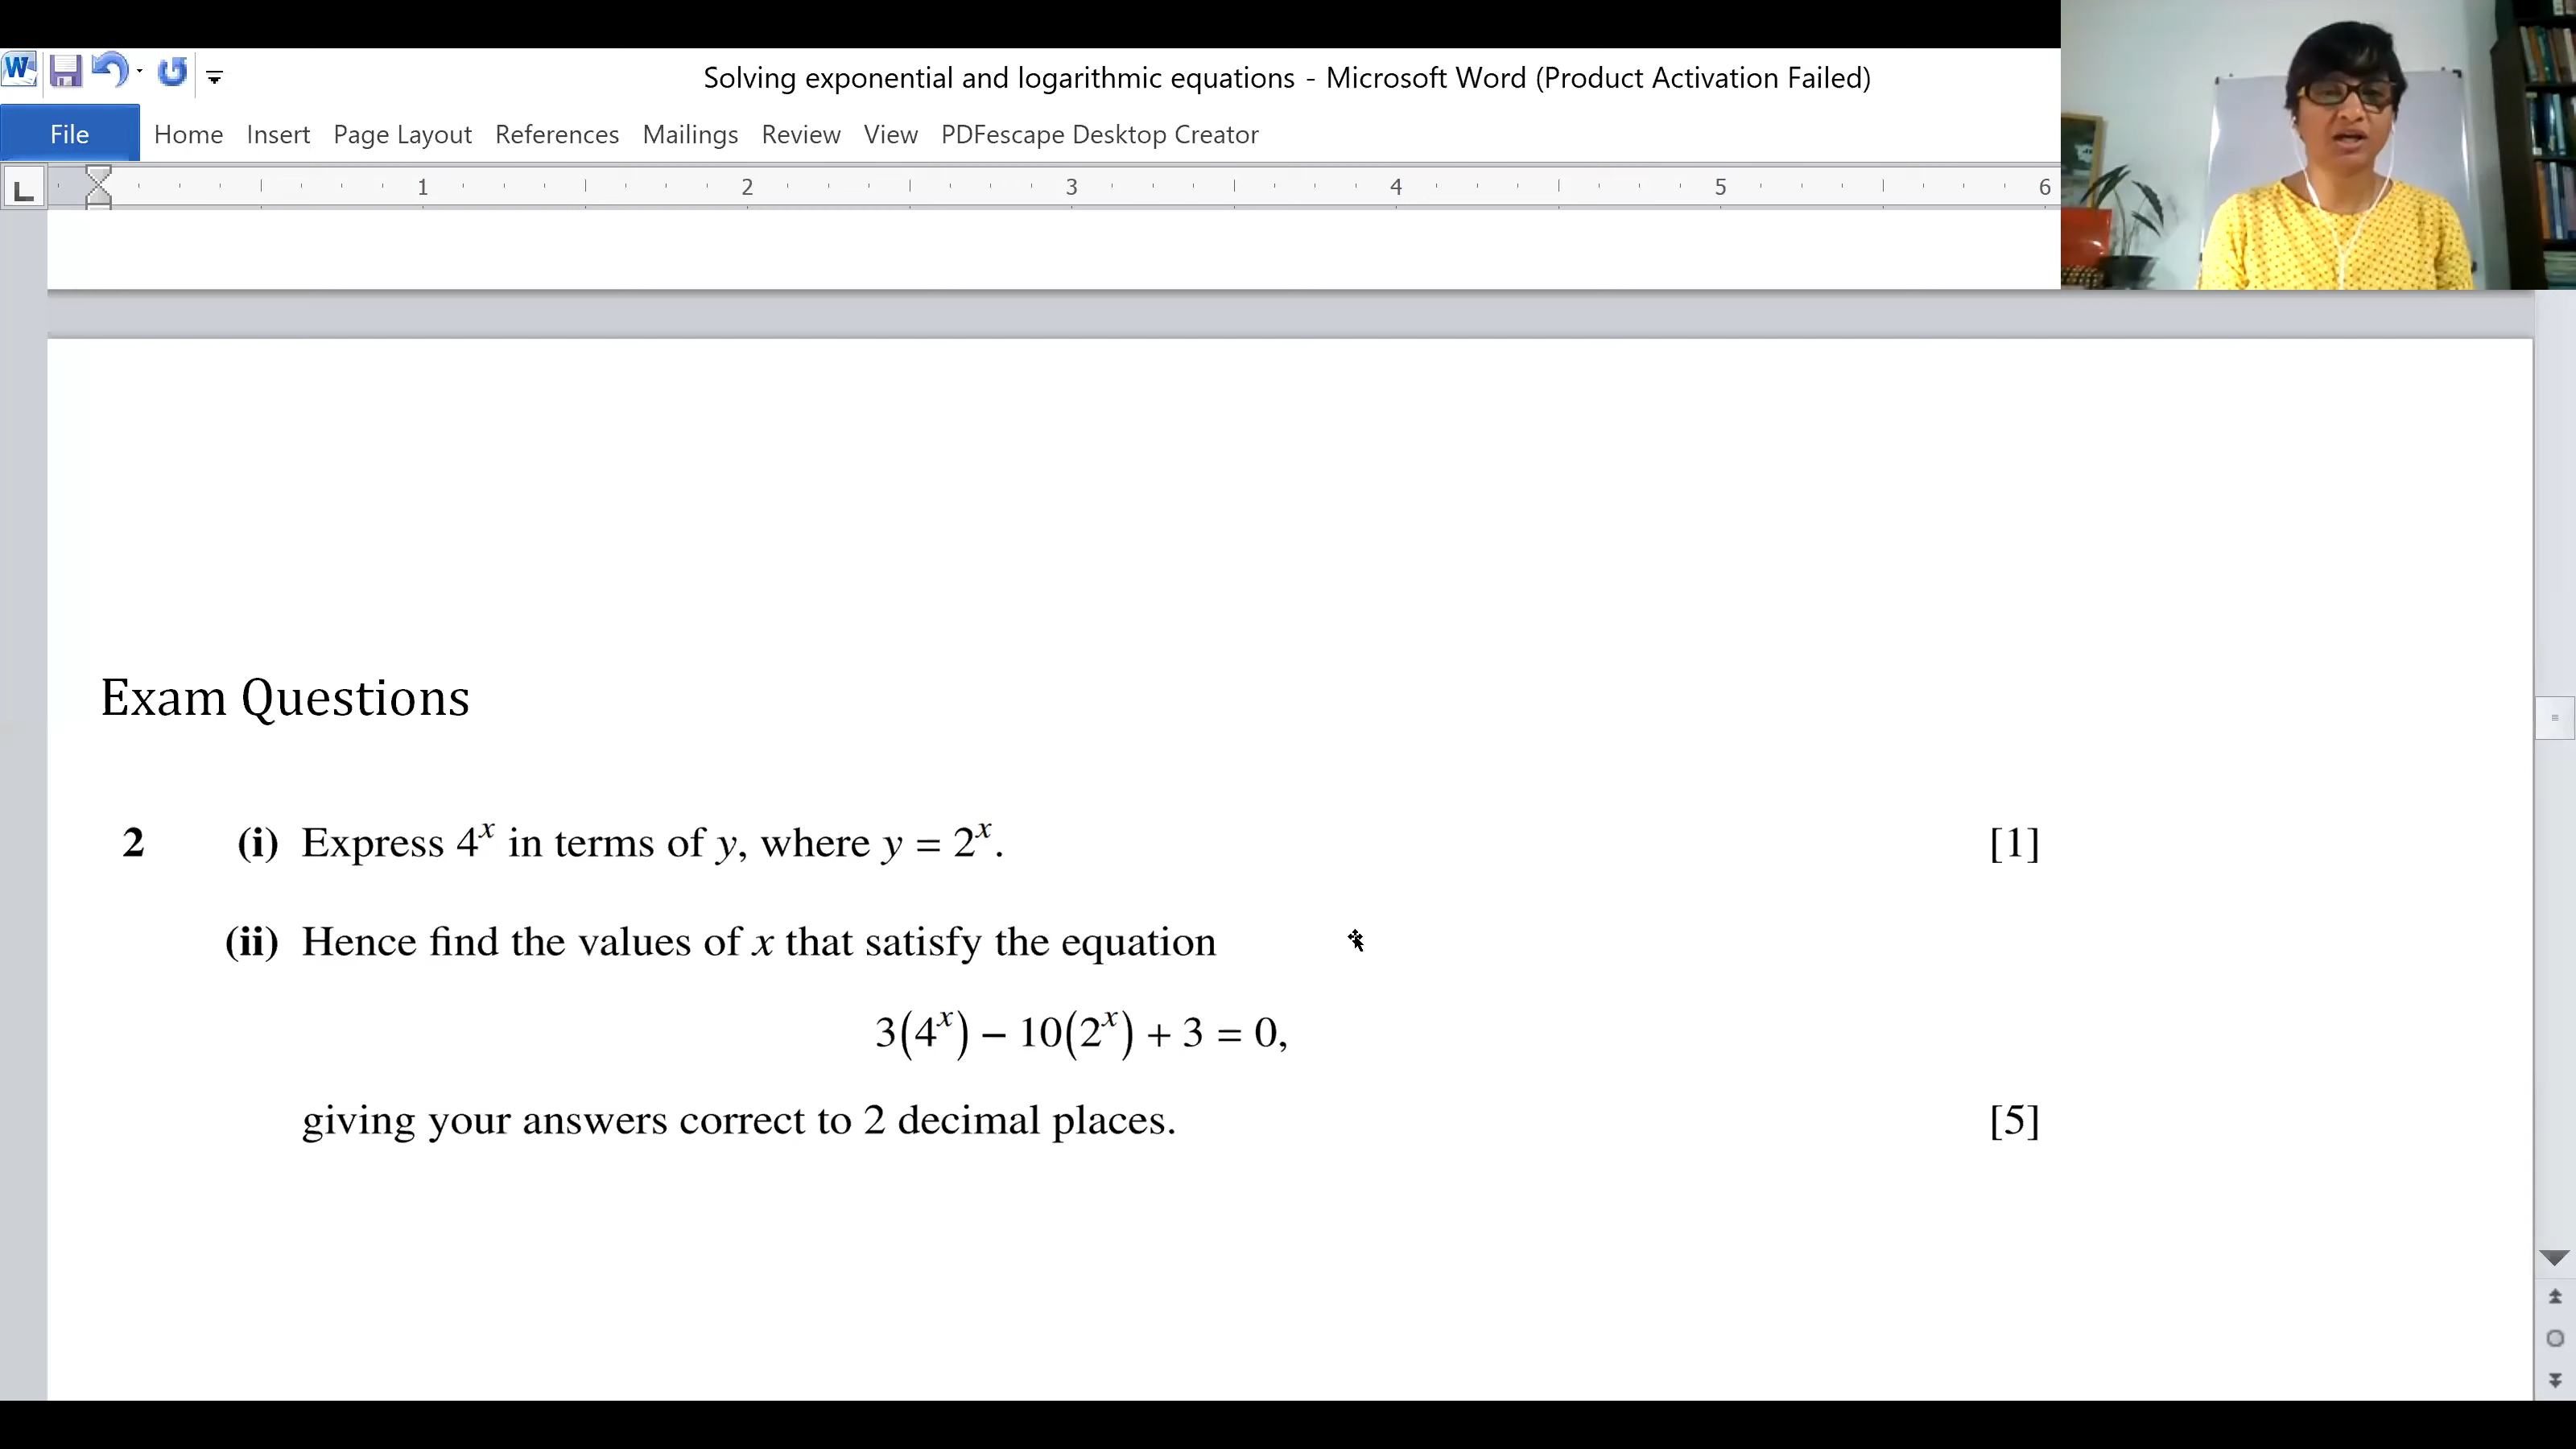 Solving exponential and logarithmic equations - Microsoft Word (Product Activation Failed)
File Home Insert Page Layout References Mailings Review View PDFescape Desktop Creator
1 2 3 4 5 6
Exam Questions
2 (i) Express 4^x in terms of y, where y = 2^x. [1]
(ii) Hence find the values of x that satisfy the equation
3(4^x) − 10(2^x) + 3 = 0,
giving your answers correct to 2 decimal places. [5]